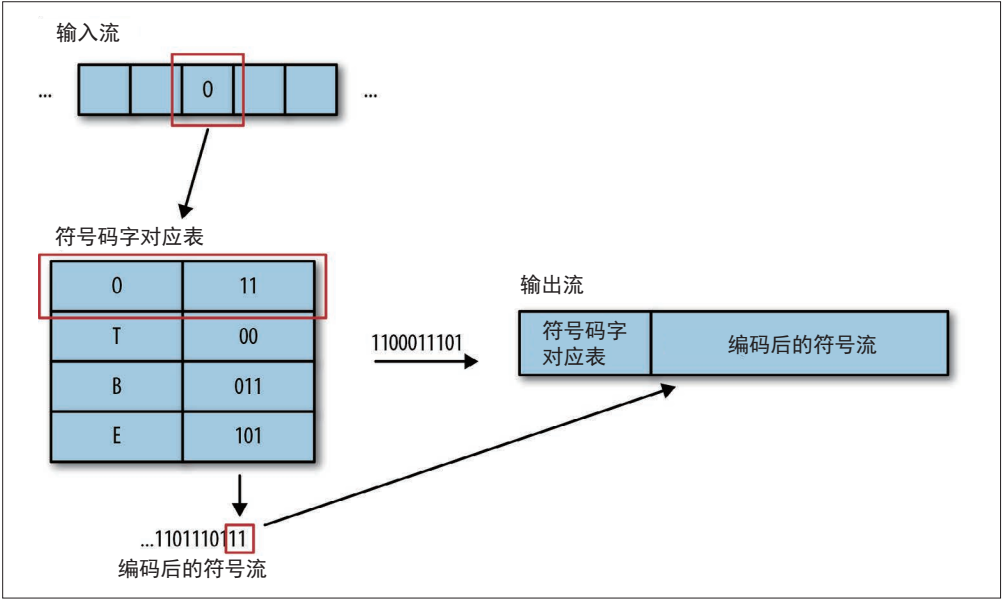 输入流
... O ...
符号码字对应表
O 11
T 00
B 011
E 101
1100011101
输出流
符号码字
对应表
编码后的符号流
...1101110111
编码后的符号流